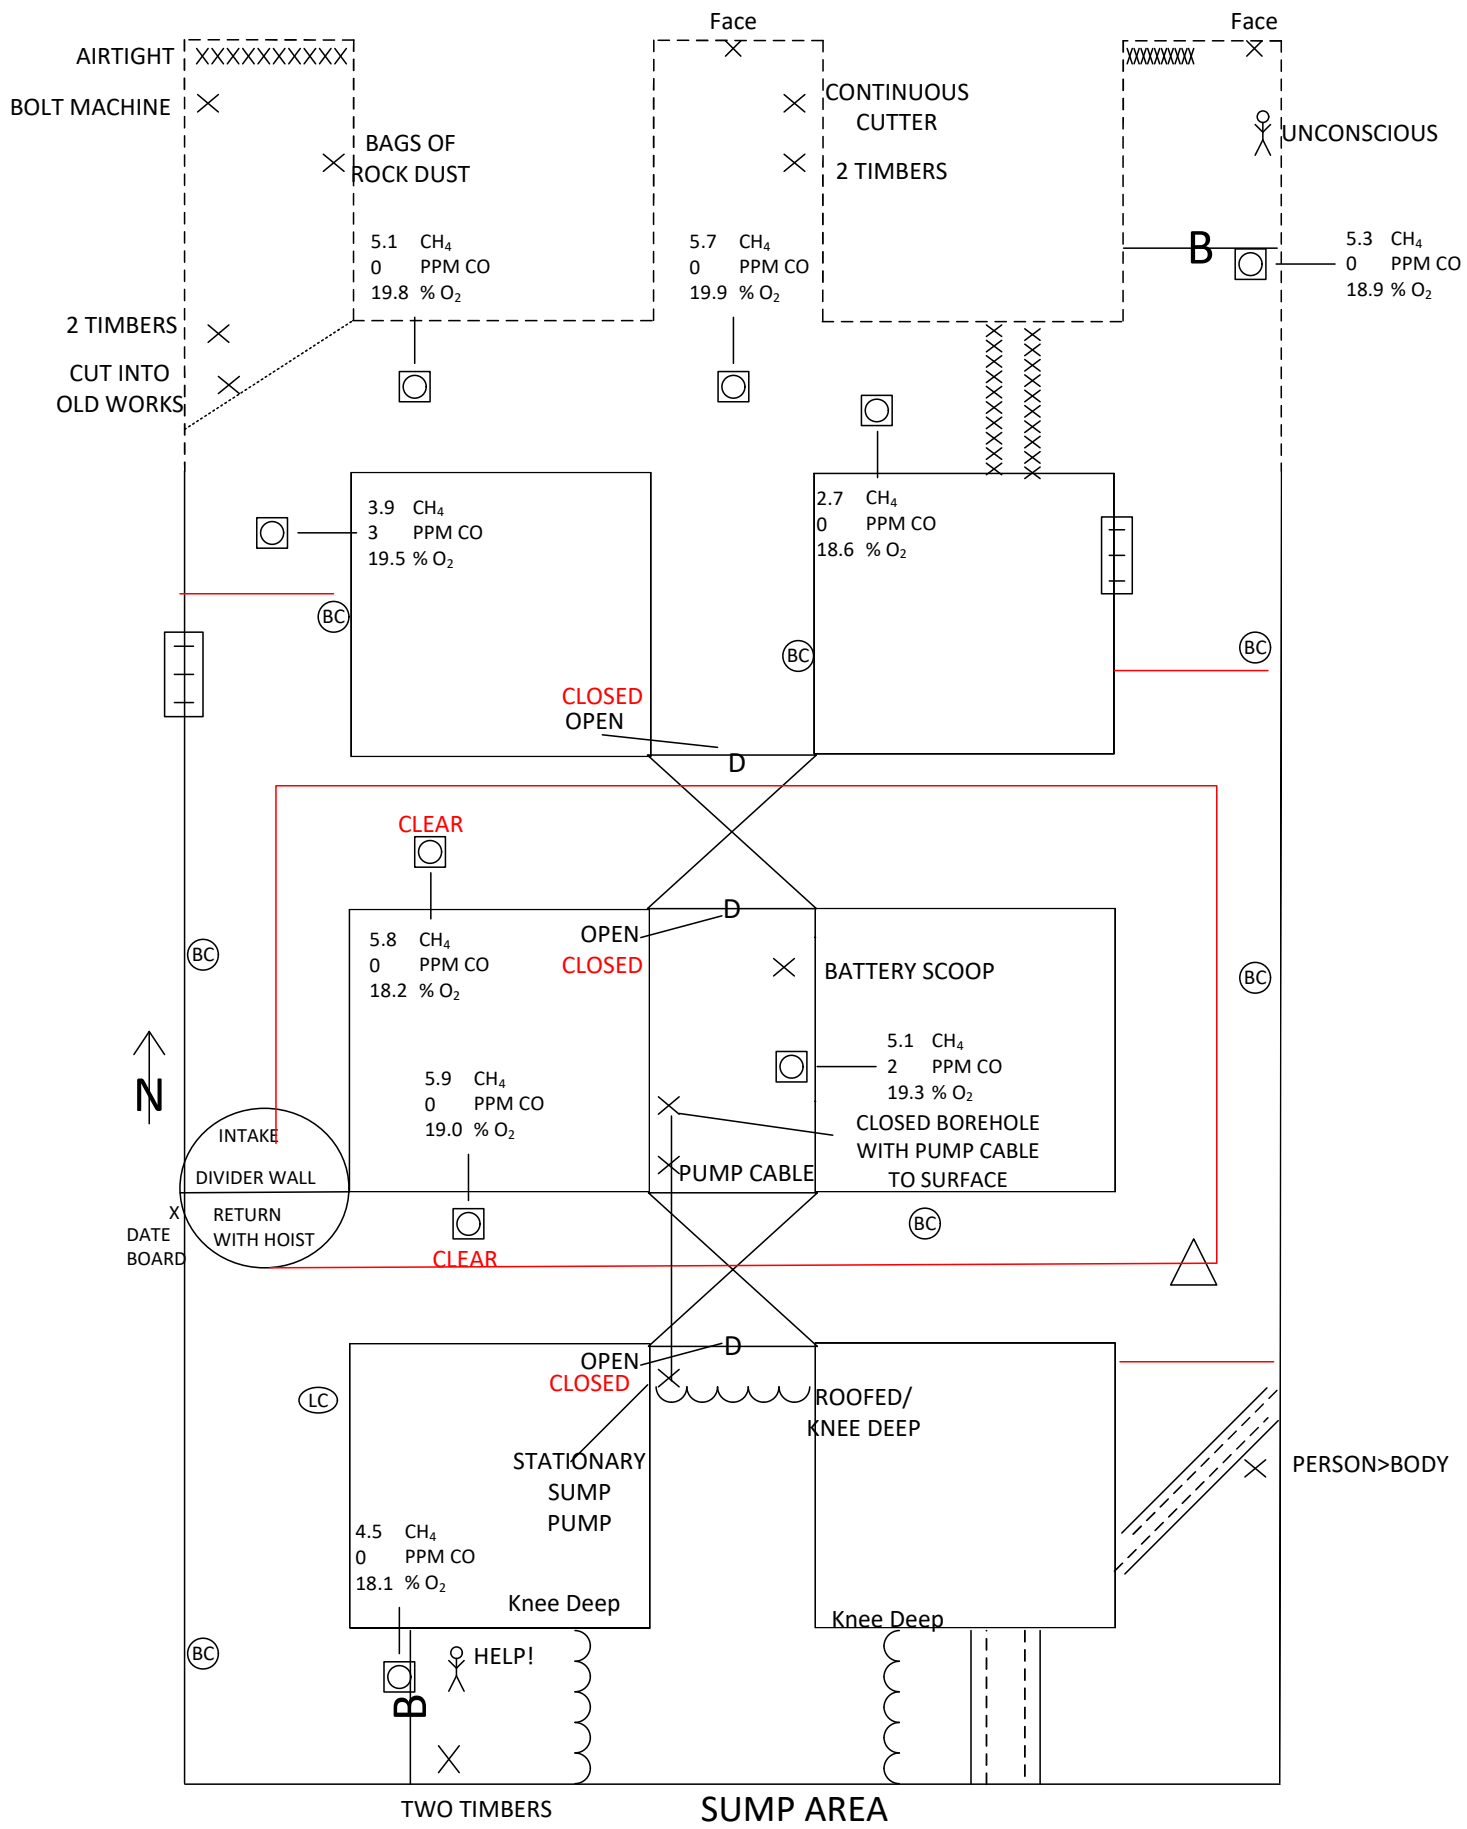 Face
Face
AIRTIGHT XXXXXXXXXX
XXXXXXXXX
BOLT MACHINE
CONTINUOUS
CUTTER
UNCONSCIOUS
BAGS OF
ROCK DUST
2 TIMBERS
5.1 CH₄
0 PPM CO
19.8 % O₂
5.7 CH₄
0 PPM CO
19.9 % O₂
B
5.3 CH₄
0 PPM CO
18.9 % O₂
2 TIMBERS
CUT INTO
OLD WORKS
3.9 CH₄
3 PPM CO
19.5 % O₂
2.7 CH₄
0 PPM CO
18.6 % O₂
BC
BC
BC
CLOSED
OPEN
D
CLEAR
D
5.8 CH₄
0 PPM CO
18.2 % O₂
OPEN
CLOSED
BC
BATTERY SCOOP
BC
5.1 CH₄
2 PPM CO
19.3 % O₂
N
5.9 CH₄
0 PPM CO
19.0 % O₂
CLOSED BOREHOLE
WITH PUMP CABLE
TO SURFACE
INTAKE
DIVIDER WALL
PUMP CABLE
RETURN
WITH HOIST
X
DATE
BOARD
BC
CLEAR
D
OPEN
CLOSED
LC
ROOFED/
KNEE DEEP
STATIONARY
SUMP
PUMP
PERSON>BODY
4.5 CH₄
0 PPM CO
18.1 % O₂
Knee Deep
Knee Deep
BC
HELP!
B
TWO TIMBERS
SUMP AREA